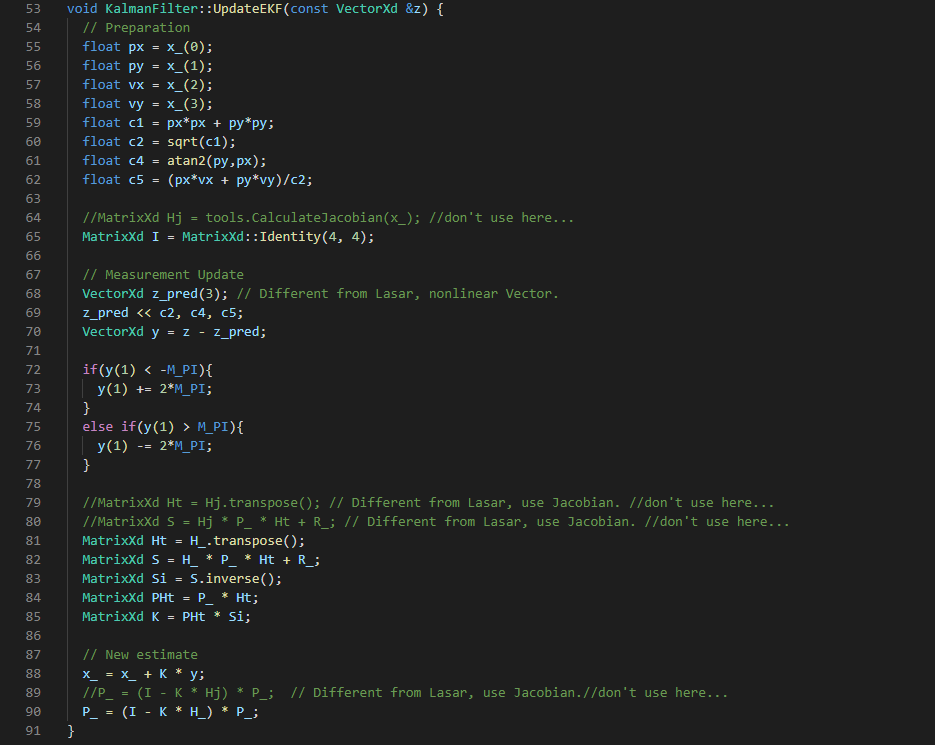 53 void KalmanFilter::UpdateEKF(const VectorXd &z) {
54   // Preparation
55   float px = x_(0);
56   float py = x_(1);
57   float vx = x_(2);
58   float vy = x_(3);
59   float c1 = px*px + py*py;
60   float c2 = sqrt(c1);
61   float c4 = atan2(py,px);
62   float c5 = (px*vx + py*vy)/c2;
63
64   //MatrixXd Hj = tools.CalculateJacobian(x_); //don't use here...
65   MatrixXd I = MatrixXd::Identity(4, 4);
66
67   // Measurement Update
68   VectorXd z_pred(3); // Different from Lasar, nonlinear Vector.
69   z_pred << c2, c4, c5;
70   VectorXd y = z - z_pred;
71
72   if(y(1) < -M_PI){
73     y(1) += 2*M_PI;
74   }
75   else if(y(1) > M_PI){
76     y(1) -= 2*M_PI;
77   }
78
79   //MatrixXd Ht = Hj.transpose(); // Different from Lasar, use Jacobian. //don't use here...
80   //MatrixXd S = Hj * P_ * Ht + R_; // Different from Lasar, use Jacobian. //don't use here...
81   MatrixXd Ht = H_.transpose();
82   MatrixXd S = H_ * P_ * Ht + R_;
83   MatrixXd Si = S.inverse();
84   MatrixXd PHt = P_ * Ht;
85   MatrixXd K = PHt * Si;
86
87   // New estimate
88   x_ = x_ + K * y;
89   //P_ = (I - K * Hj) * P_;  // Different from Lasar, use Jacobian.//don't use here...
90   P_ = (I - K * H_) * P_;
91 }